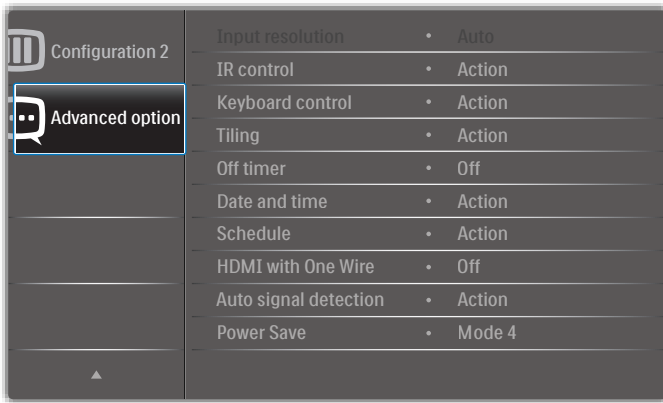 Configuration 2
Advanced option
Input resolution • Auto
IR control • Action
Keyboard control • Action
Tiling • Action
Off timer • Off
Date and time • Action
Schedule • Action
HDMI with One Wire • Off
Auto signal detection • Action
Power Save • Mode 4